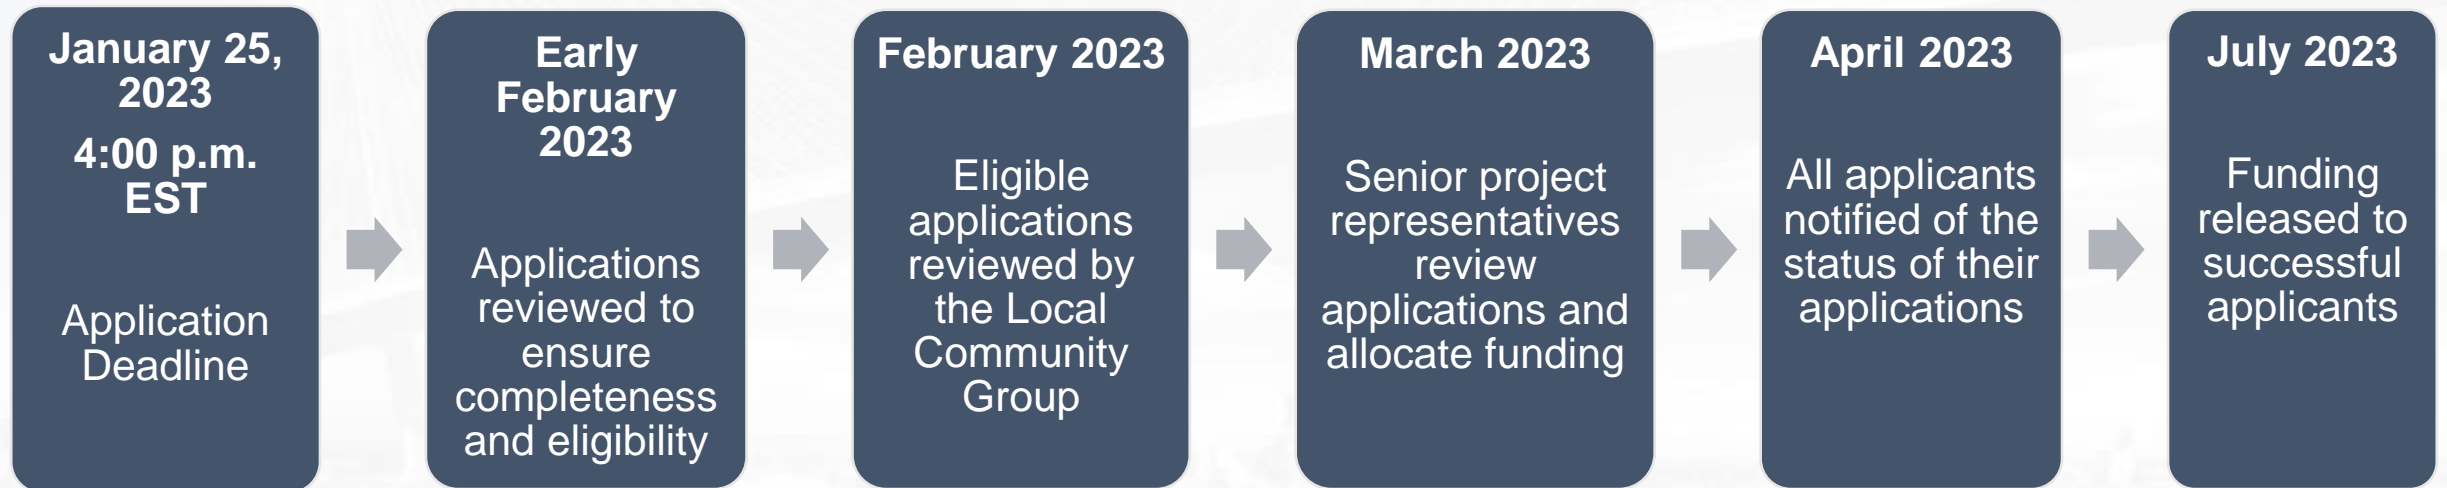 January 25,
2023
4:00 p.m.
EST
Application
Deadline
Early
February
2023
Applications
reviewed to
ensure
completeness
and eligibility
February 2023
Eligible
applications
reviewed by
the Local
Community
Group
March 2023
Senior project
representatives
review
applications and
allocate funding
April 2023
All applicants
notified of the
status of their
applications
July 2023
Funding
released to
successful
applicants